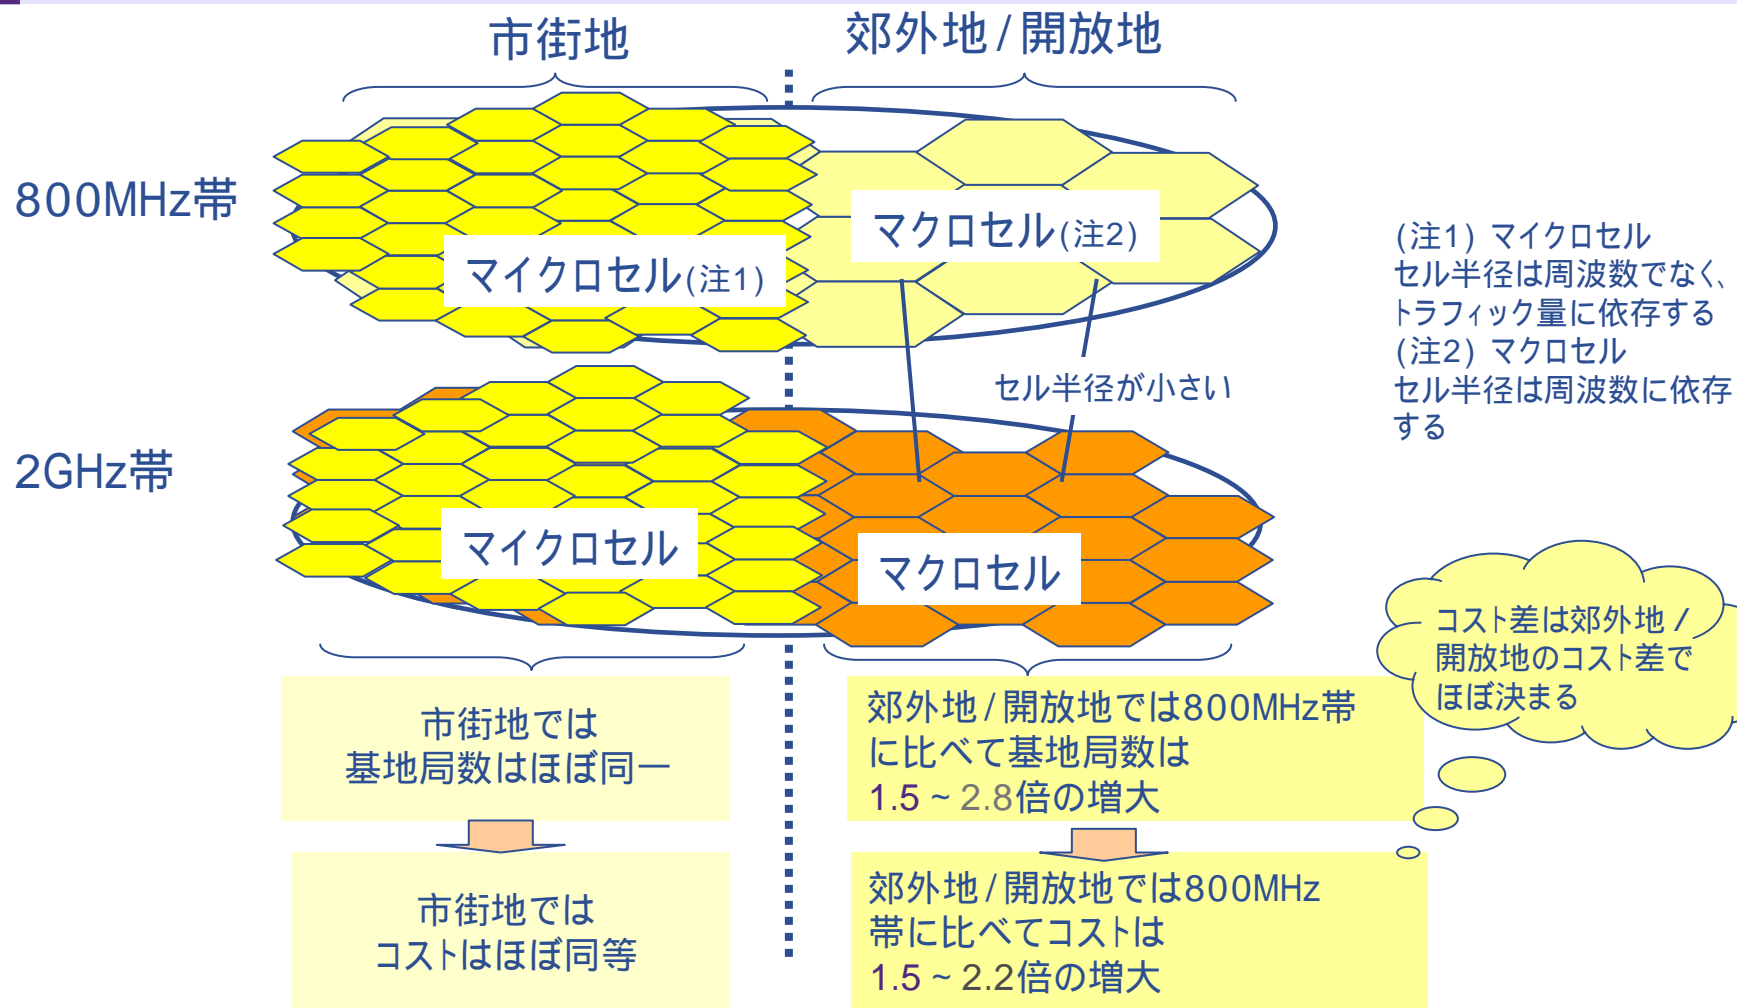 市街地
郊外地/開放地
800MHz帯
マイクロセル(注1)
マクロセル(注2)
(注1) マイクロセル
セル半径は周波数でなく、
トラフィック量に依存する
(注2) マクロセル
セル半径は周波数に依存
する
セル半径が小さい
2GHz帯
マイクロセル
マクロセル
コスト差は郊外地/
開放地のコスト差で
ほぼ決まる
市街地では
基地局数はほぼ同一
郊外地/開放地では800MHz帯
に比べて基地局数は
1.5~2.8倍の増大
市街地では
コストはほぼ同等
郊外地/開放地では800MHz
帯に比べてコストは
1.5~2.2倍の増大